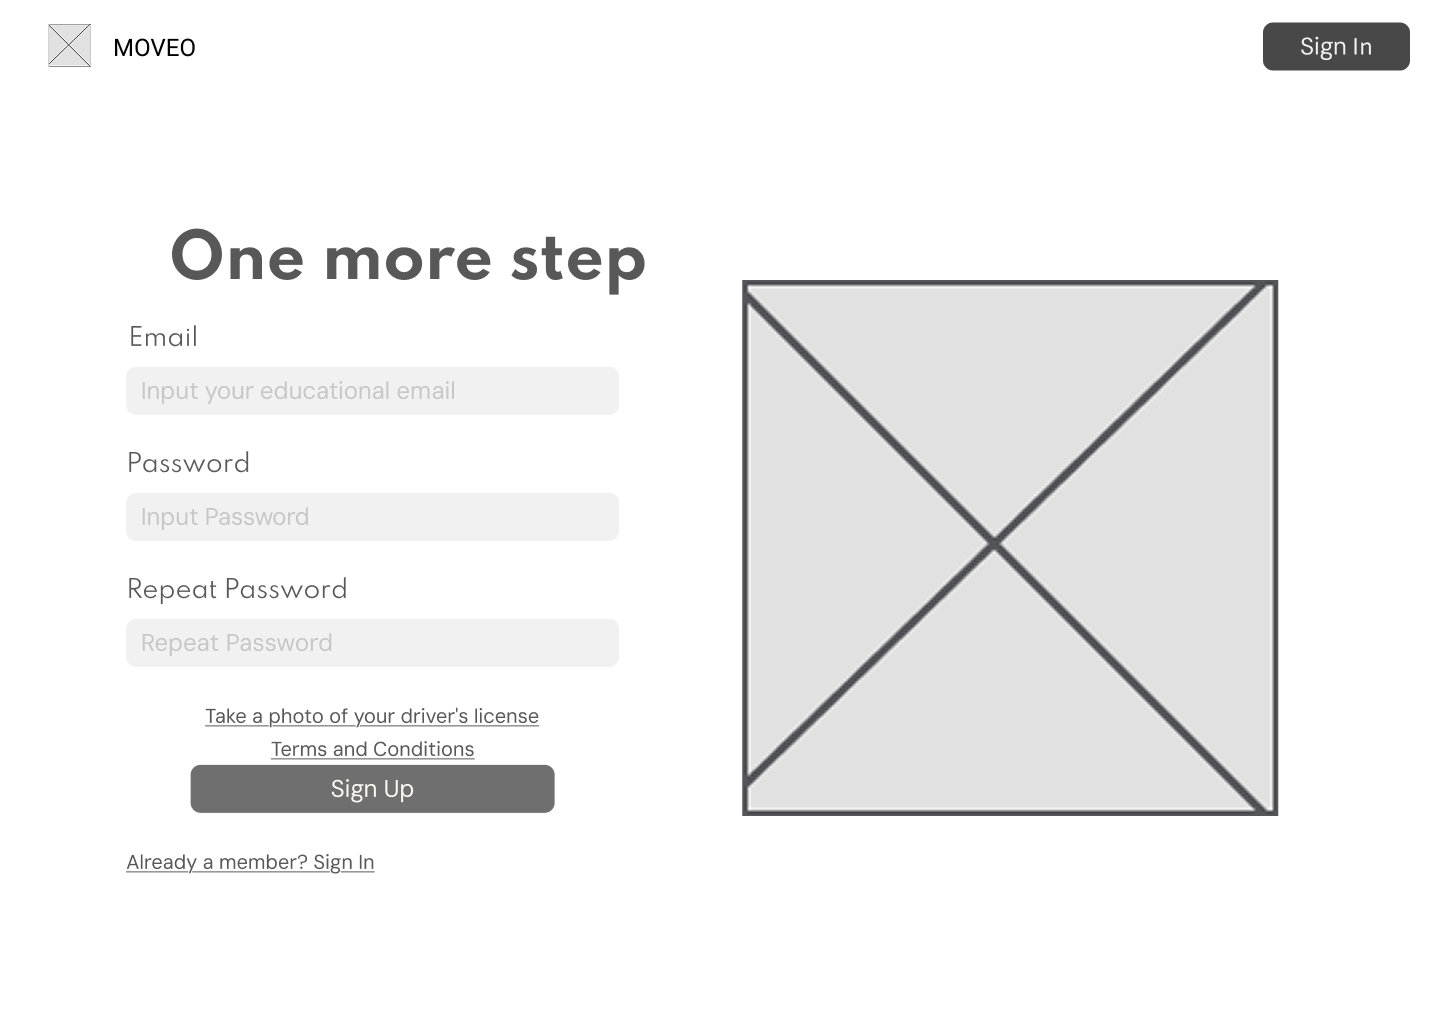 MOVEO
Sign In
One more step
Email
Input your educational email
Password
Input Password
Repeat Password
Repeat Password
Take a photo of your driver's license
Terms and Conditions
Sign Up
Already a member? Sign In